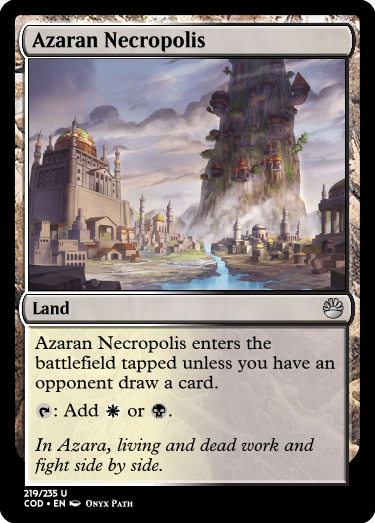 Azaran Necropolis
Land
Azaran Necropolis enters the
battlefield tapped unless you have an
opponent draw a card.
: Add or .
In Azara, living and dead work and
fight side by side.
219/235 U
COD • EN Onyx Path